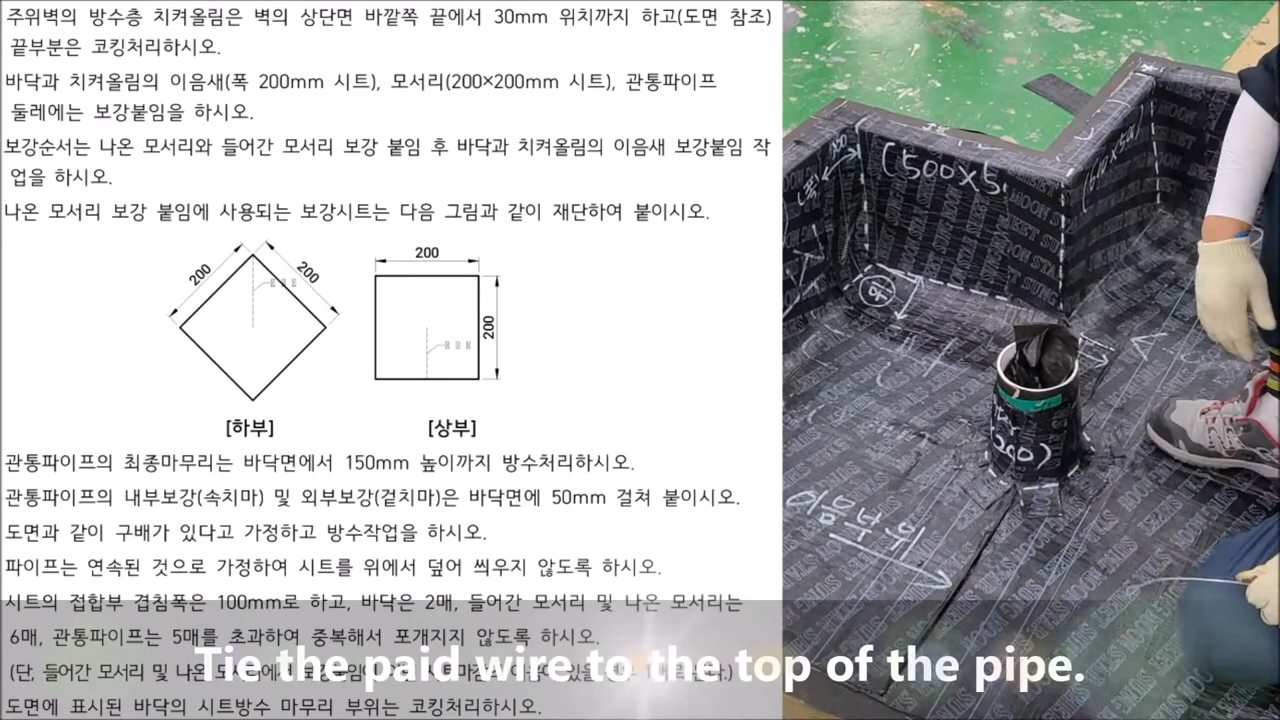 주위벽의 방수층 치켜올림은 벽의 상단면 바깥쪽 끝에서 30mm 위치까지 하고(도면 참조)
끝부분은 코킹처리하시오.
바닥과 치켜올림의 이음새(폭 200mm 시트), 모서리(200×200mm 시트), 관통파이프
둘레에는 보강붙임을 하시오.
보강순서는 나온 모서리와 들어간 모서리 보강 붙임 후 바닥과 치켜올림의 이음새 보강붙임 작
업을 하시오.
나온 모서리 보강 붙임에 사용되는 보강시트는 다음 그림과 같이 재단하여 붙이시오.
200 200
200
200
[하부] [상부]
관통파이프의 최종마무리는 바닥면에서 150mm 높이까지 방수처리하시오.
관통파이프의 내부보강(속치마) 및 외부보강(겉치마)은 바닥면에 50mm 걸쳐 붙이시오.
도면과 같이 구배가 있다고 가정하고 방수작업을 하시오.
파이프는 연속된 것으로 가정하여 시트를 위에서 덮어 씌우지 않도록 하시오.
시트의 접합부 겹침폭은 100mm로 하고, 바닥은 2매, 들어간 모서리 및 나온 모서리는
6매, 관통파이프는 5매를 초과하여 중복해서 포개지지 않도록 하시오.
(단, 들어간 모서리 및 나온
도면에 표시된 바닥의 시트방수 마무리 부위는 코킹처리하시오.
Tie the paid wire to the top of the pipe.
(500×5
200)
이음부위